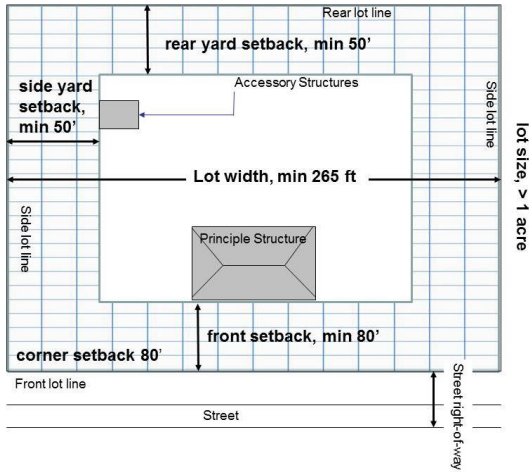 Rear lot line
rear yard setback, min 50’
Accessory Structures
side yard
setback,
min 50’
Side lot line
lot size, > 1 acre
Lot width, min 265 ft
Side lot line
Principle Structure
front setback, min 80’
corner setback 80’
Front lot line
Street right-of-way
Street